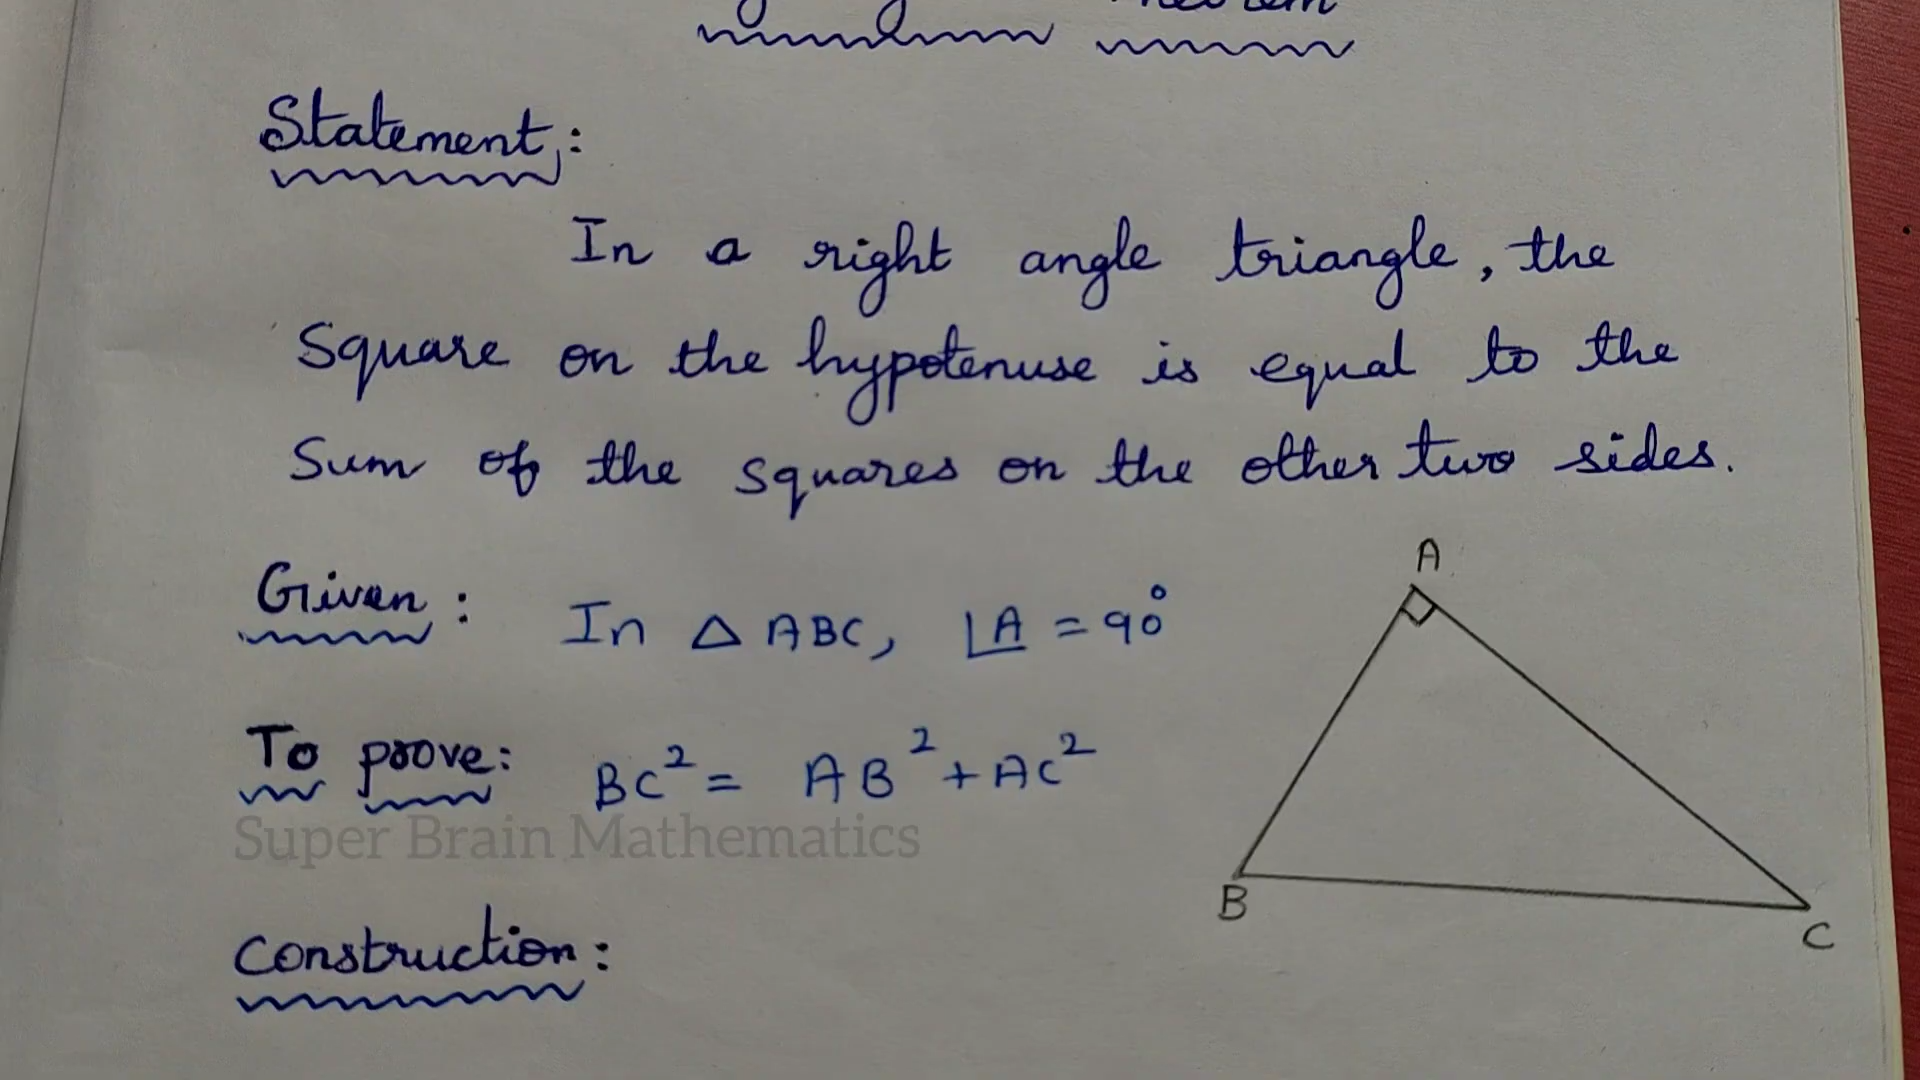 Theorem
Statement:
In a right angle triangle, the
Square on the hypotenuse is equal to the
Sum of the squares on the other two sides.
Given: In △ ABC, ∠A = 90°
To prove: BC² = AB² + AC²
Super Brain Mathematics
Construction:
A
B
C